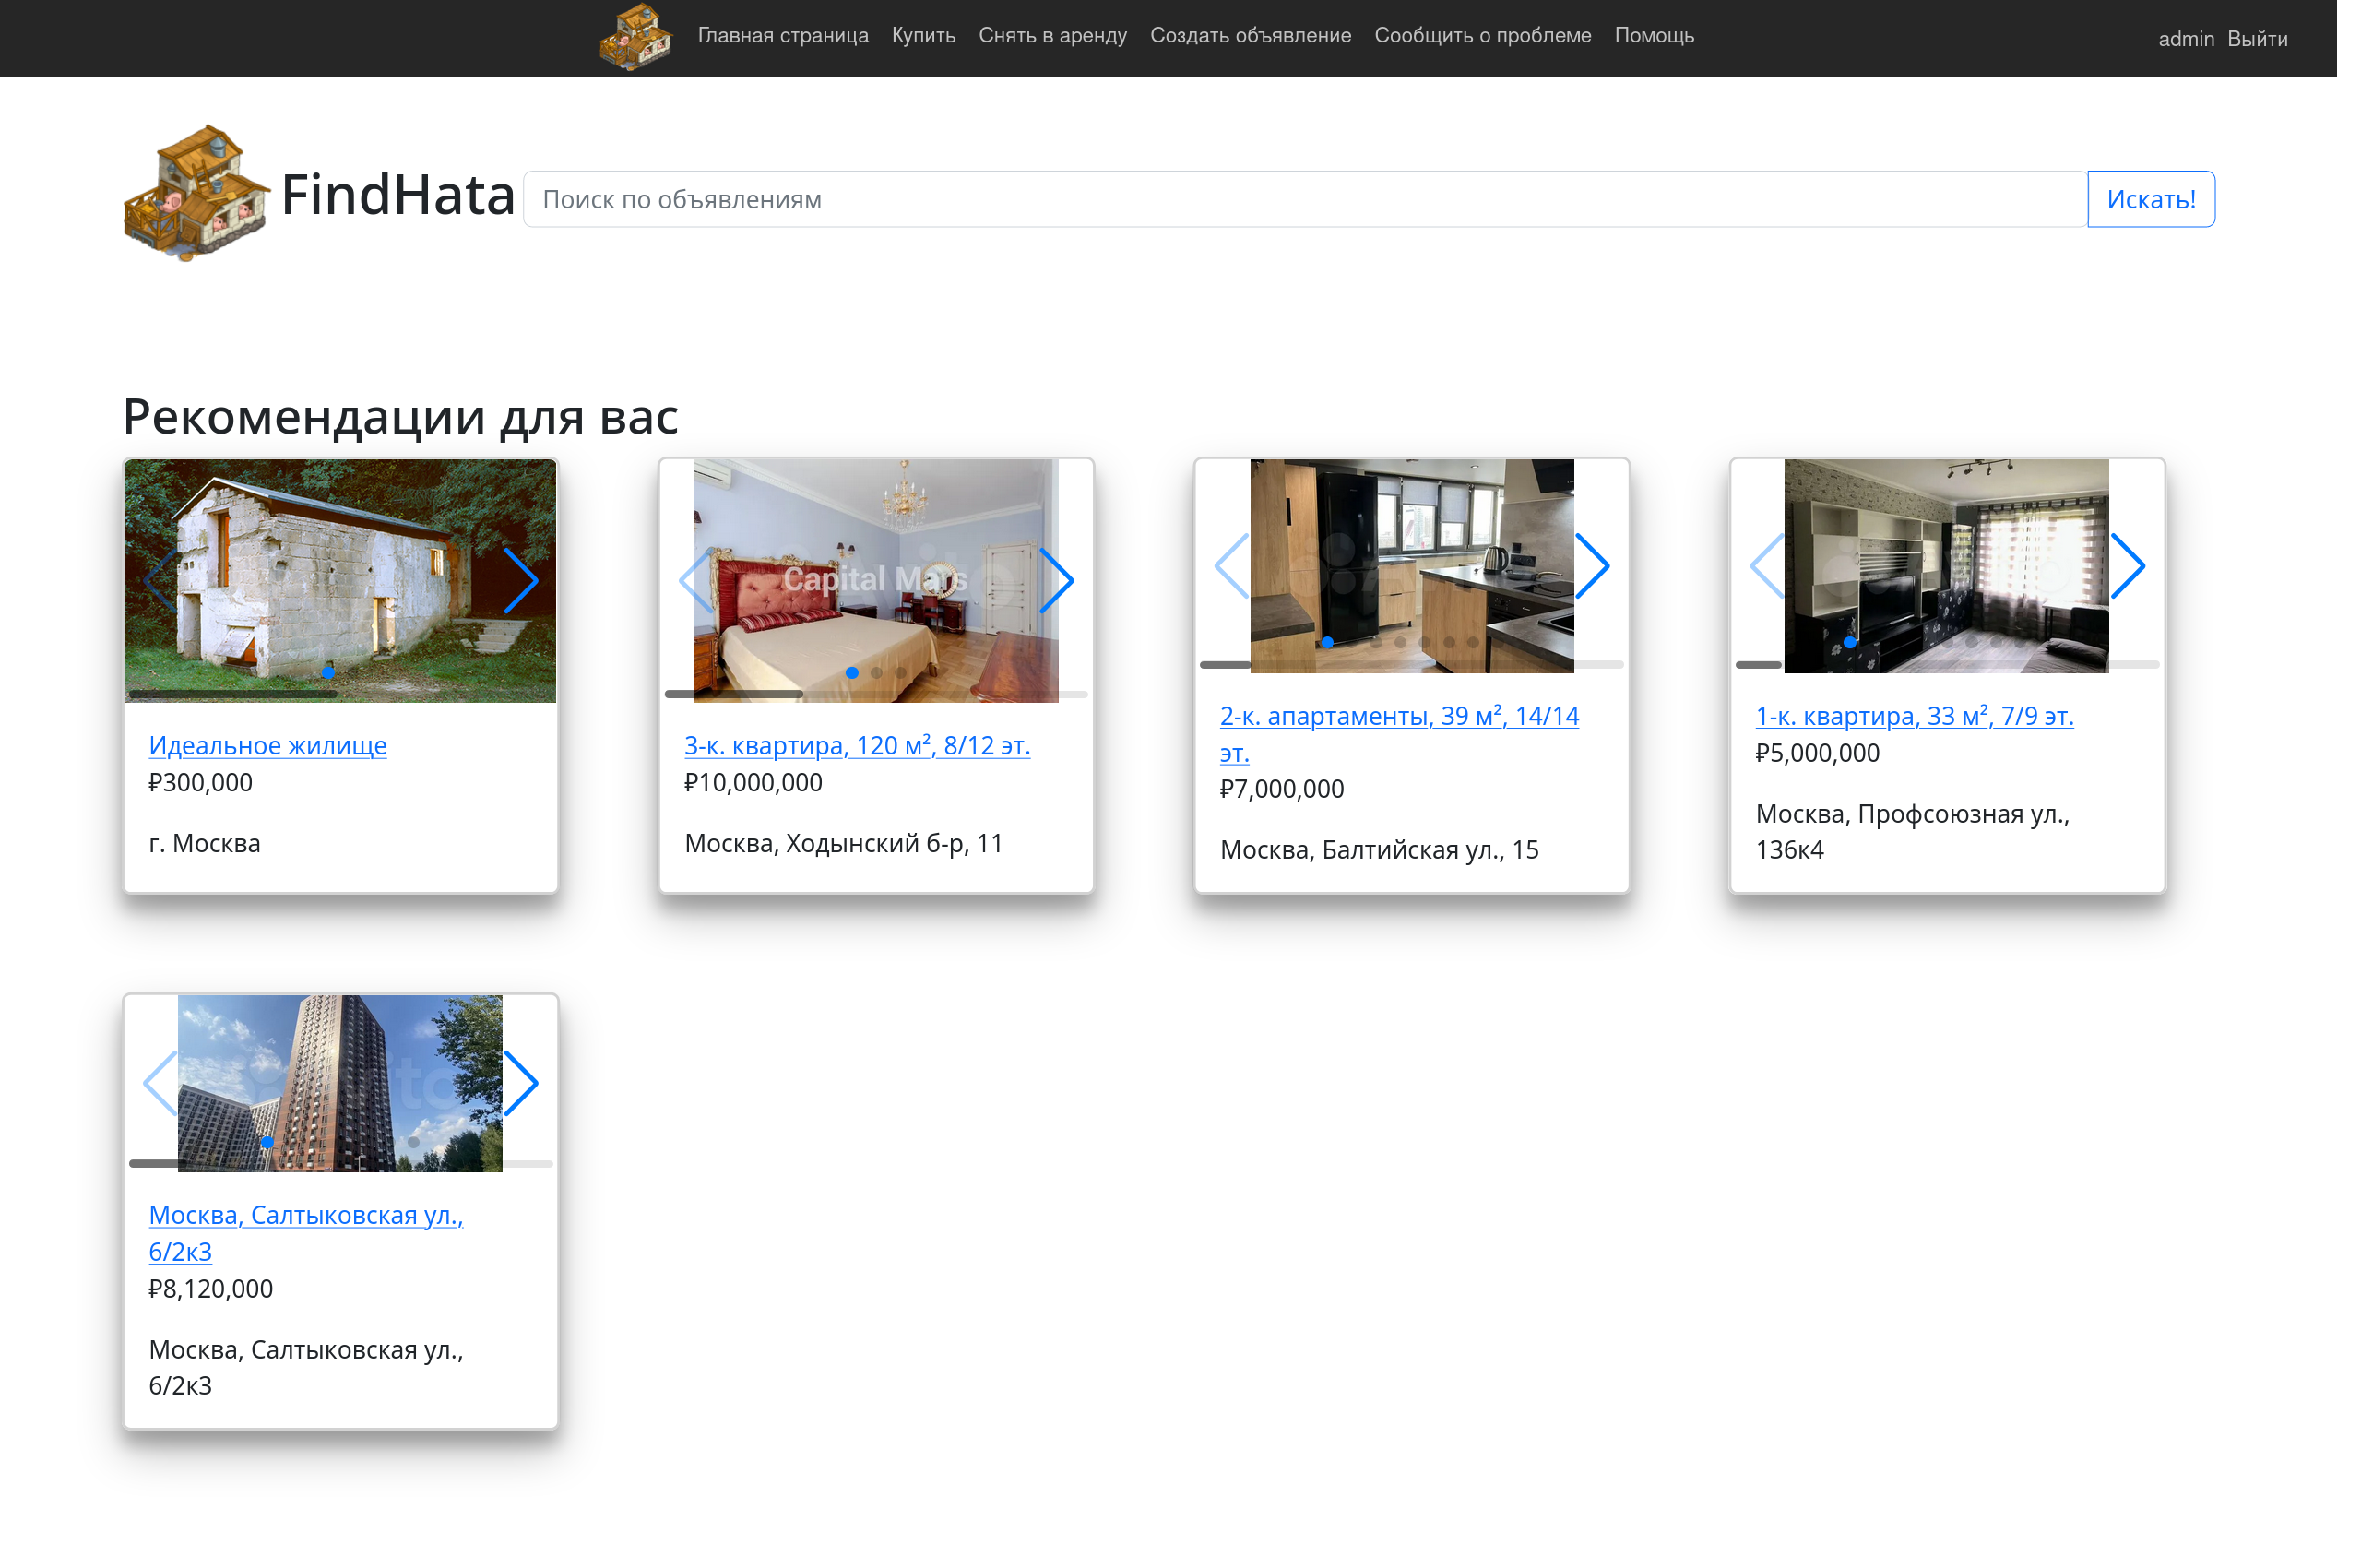 Главная страница Купить Снять в аренду Создать объявление Сообщить о проблеме Помощь admin Выйти
FindHata Поиск по объявлениям Искать!
Рекомендации для вас
Capital Mars
Идеальное жилище
₽300,000
г. Москва
3-к. квартира, 120 м², 8/12 эт.
₽10,000,000
Москва, Ходынский б-р, 11
2-к. апартаменты, 39 м², 14/14
эт.
₽7,000,000
Москва, Балтийская ул., 15
1-к. квартира, 33 м², 7/9 эт.
₽5,000,000
Москва, Профсоюзная ул.,
136к4
Москва, Салтыковская ул.,
6/2к3
₽8,120,000
Москва, Салтыковская ул.,
6/2к3